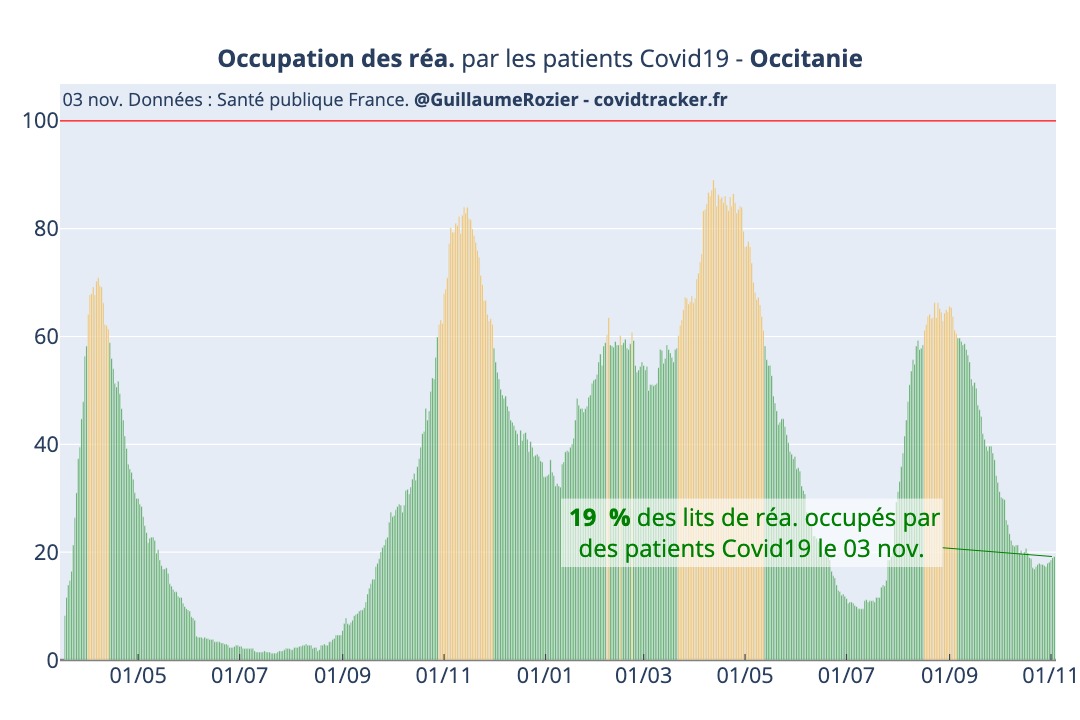 Occupation des réa. par les patients Covid19 - Occitanie
03 nov. Données : Santé publique France. @GuillaumeRozier - covidtracker.fr
100
80
60
40
20
0
19 % des lits de réa. occupés par
des patients Covid19 le 03 nov.
01/05 01/07 01/09 01/11 01/01 01/03 01/05 01/07 01/09 01/11